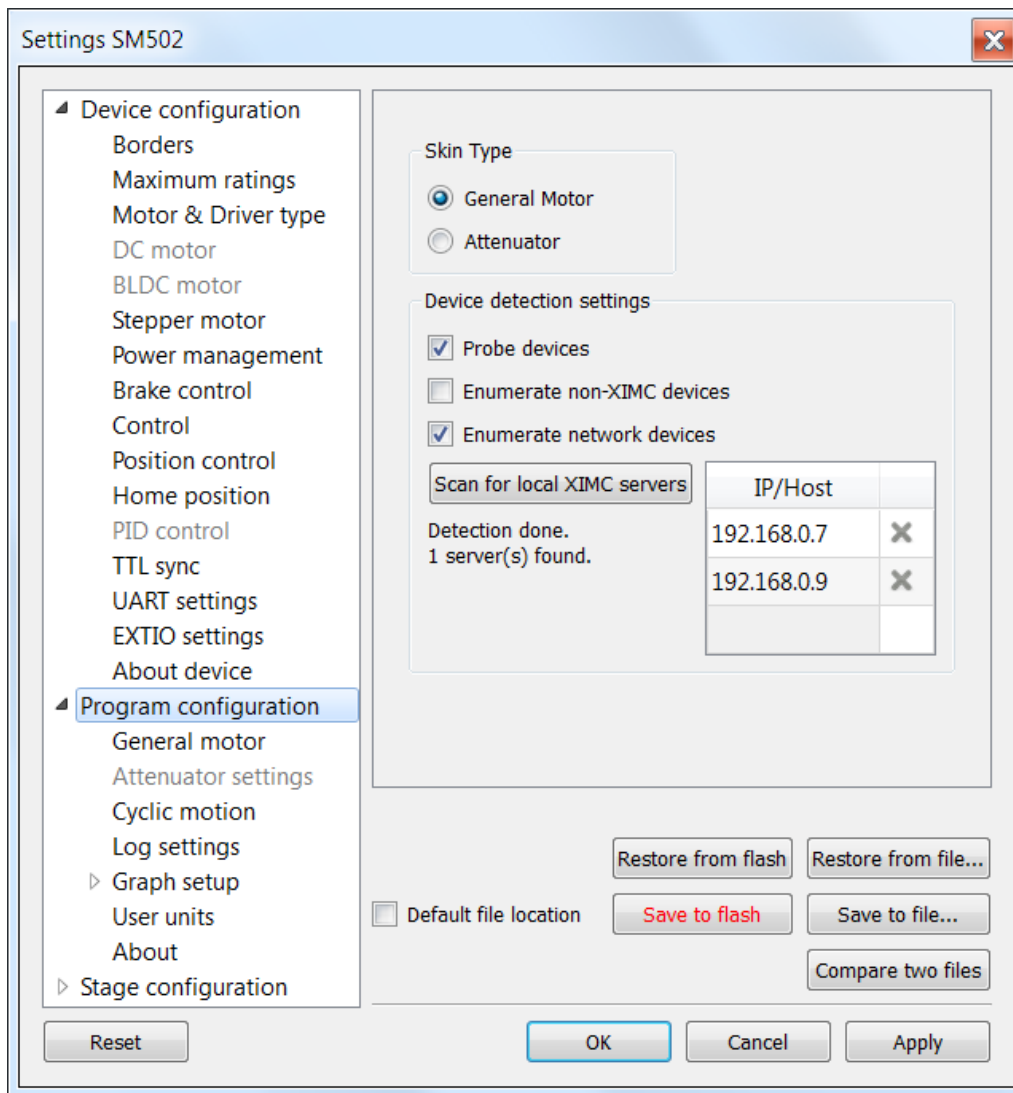 Settings SM502
Device configuration
Borders
Maximum ratings
Motor & Driver type
DC motor
BLDC motor
Stepper motor
Power management
Brake control
Control
Position control
Home position
PID control
TTL sync
UART settings
EXTIO settings
About device
Program configuration
General motor
Attenuator settings
Cyclic motion
Log settings
Graph setup
User units
About
Stage configuration
Skin Type
General Motor
Attenuator
Device detection settings
Probe devices
Enumerate non-XIMC devices
Enumerate network devices
Scan for local XIMC servers
Detection done.
1 server(s) found.
IP/Host
192.168.0.7
192.168.0.9
Restore from flash
Restore from file...
Default file location
Save to flash
Save to file...
Compare two files
Reset
OK
Cancel
Apply